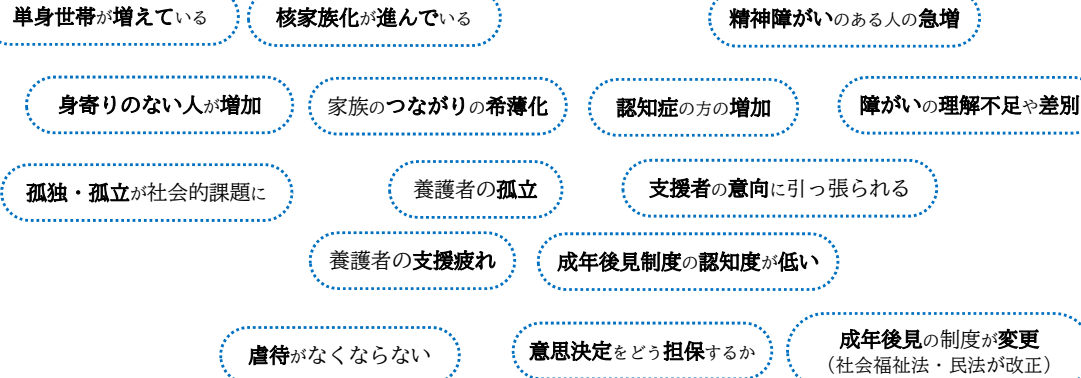 単身世帯が増えている
核家族化が進んでいる
精神障がいのある人の急増
身寄りのない人が増加
家族のつながりの希薄化
認知症の方の増加
障がいの理解不足や差別
孤独・孤立が社会的課題に
養護者の孤立
支援者の意向に引っ張られる
養護者の支援疲れ
成年後見制度の認知度が低い
虐待がなくならない
意思決定をどう担保するか
成年後見の制度が変更
（社会福祉法・民法が改正）